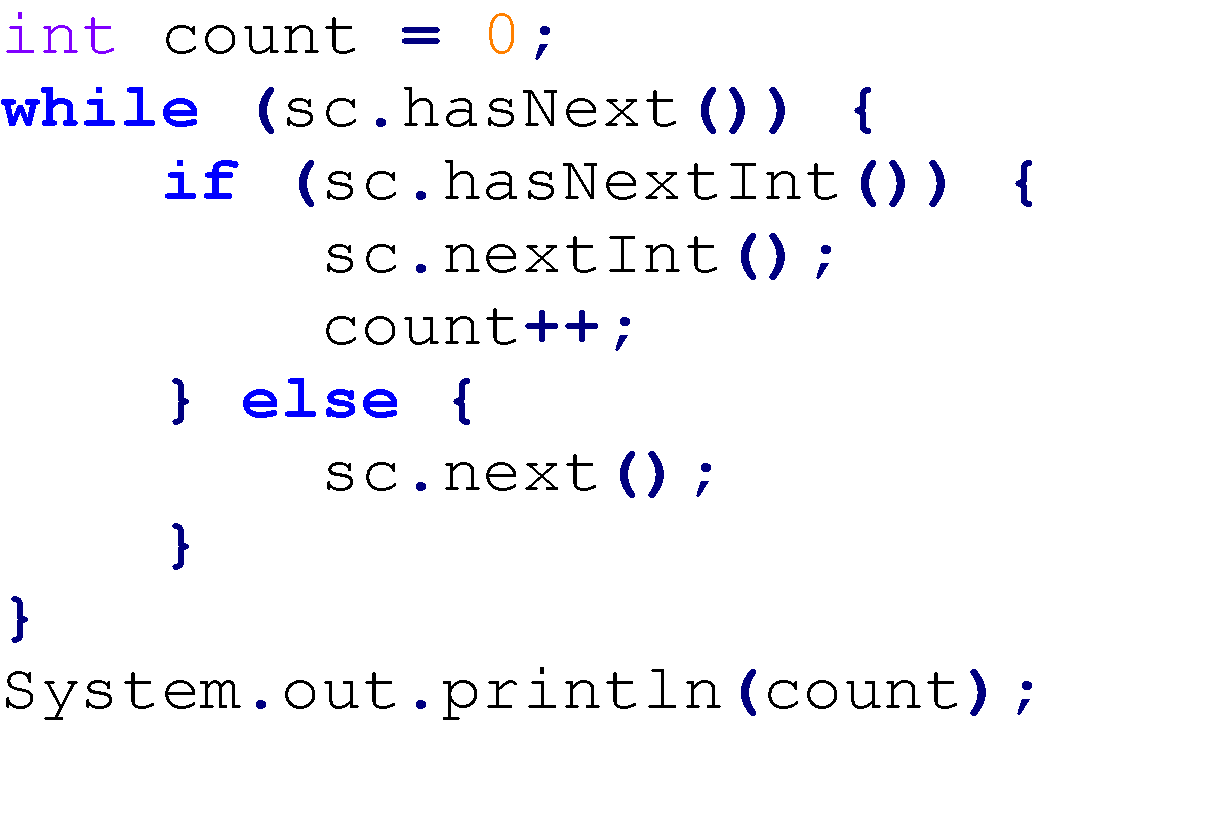 int count = 0;
while (sc.hasNext()) {
    if (sc.hasNextInt()) {
        sc.nextInt();
        count++;
    } else {
        sc.next();
    }
}
System.out.println(count);